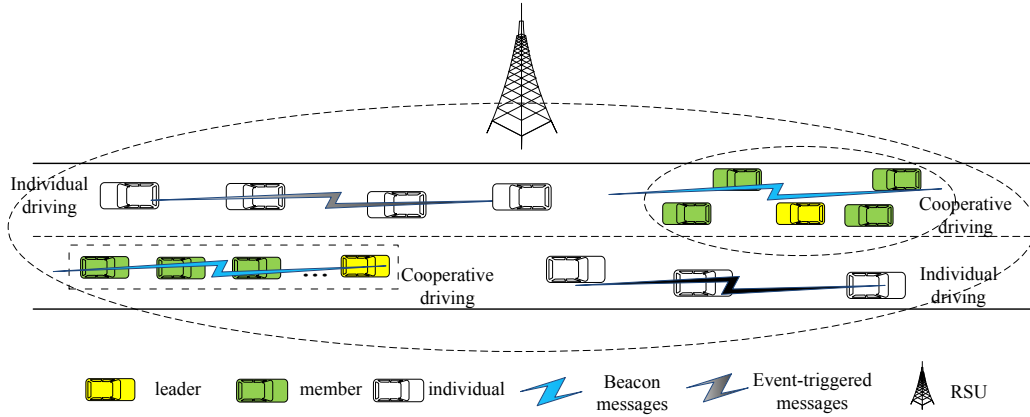 Individual
driving
Cooperative
driving
Cooperative
driving
Individual
driving
leader
member
individual
Beacon
messages
Event-triggered
messages
RSU